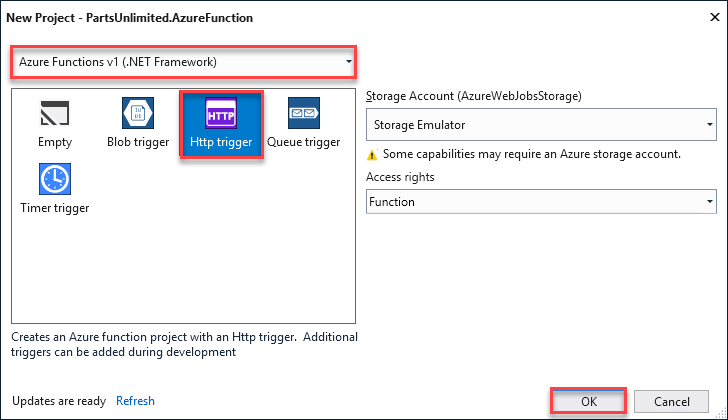 New Project - PartsUnlimited.AzureFunction
Azure Functions v1 (.NET Framework)
Empty
Blob trigger
HTTP
Http trigger
Queue trigger
Timer trigger
Storage Account (AzureWebJobsStorage)
Storage Emulator
Some capabilities may require an Azure storage account.
Access rights
Function
Creates an Azure function project with an Http trigger. Additional
triggers can be added during development
Updates are ready Refresh
OK
Cancel